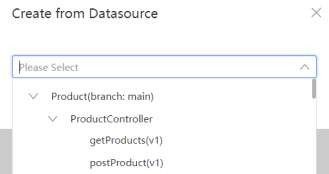 Create from Datasource
Please Select
Product(branch: main)
ProductController
getProducts(v1)
postProduct(v1)